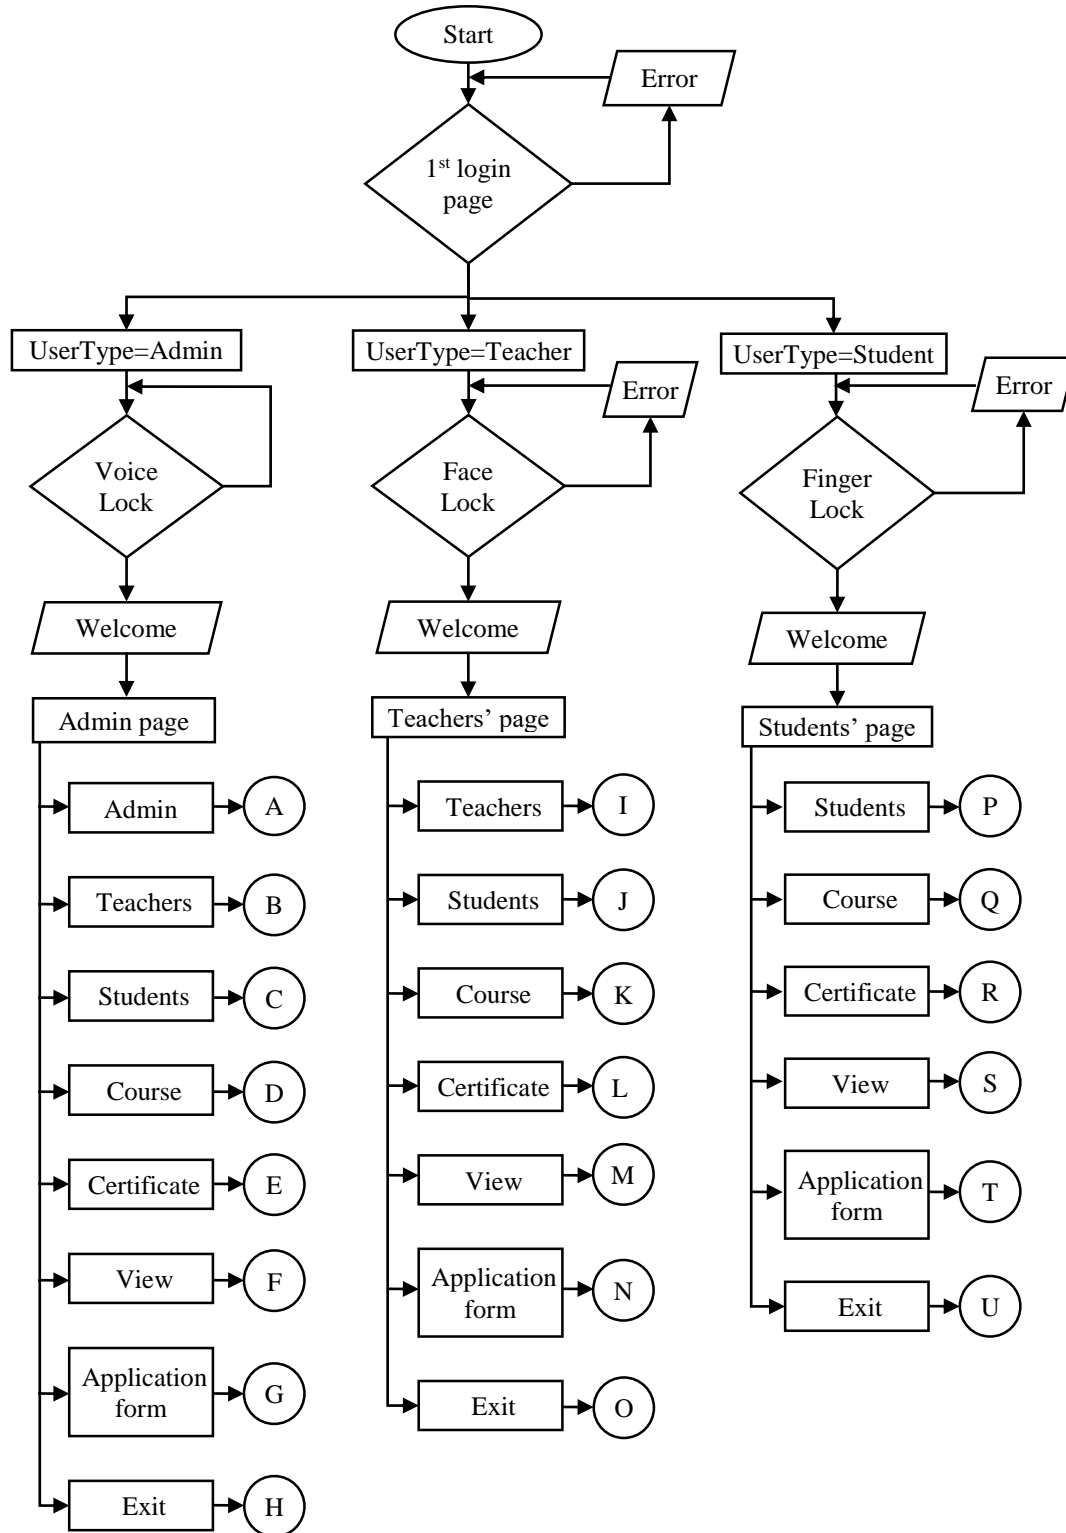 Start
Error
1st login
page
UserType=Admin
UserType=Teacher
UserType=Student
Error
Error
Voice
Lock
Face
Lock
Finger
Lock
Welcome
Welcome
Welcome
Admin page
Teachers’ page
Students’ page
Admin
A
Teachers
B
Students
C
Course
D
Certificate
E
View
F
Application
form
G
Exit
H
Teachers
I
Students
J
Course
K
Certificate
L
View
M
Application
form
N
Exit
O
Students
P
Course
Q
Certificate
R
View
S
Application
form
T
Exit
U